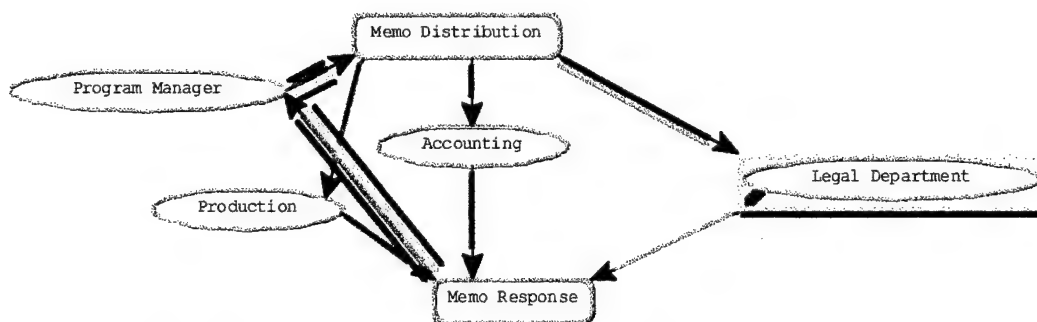 Memo Distribution
Program Manager
Accounting
Legal Department
Production
Memo Response